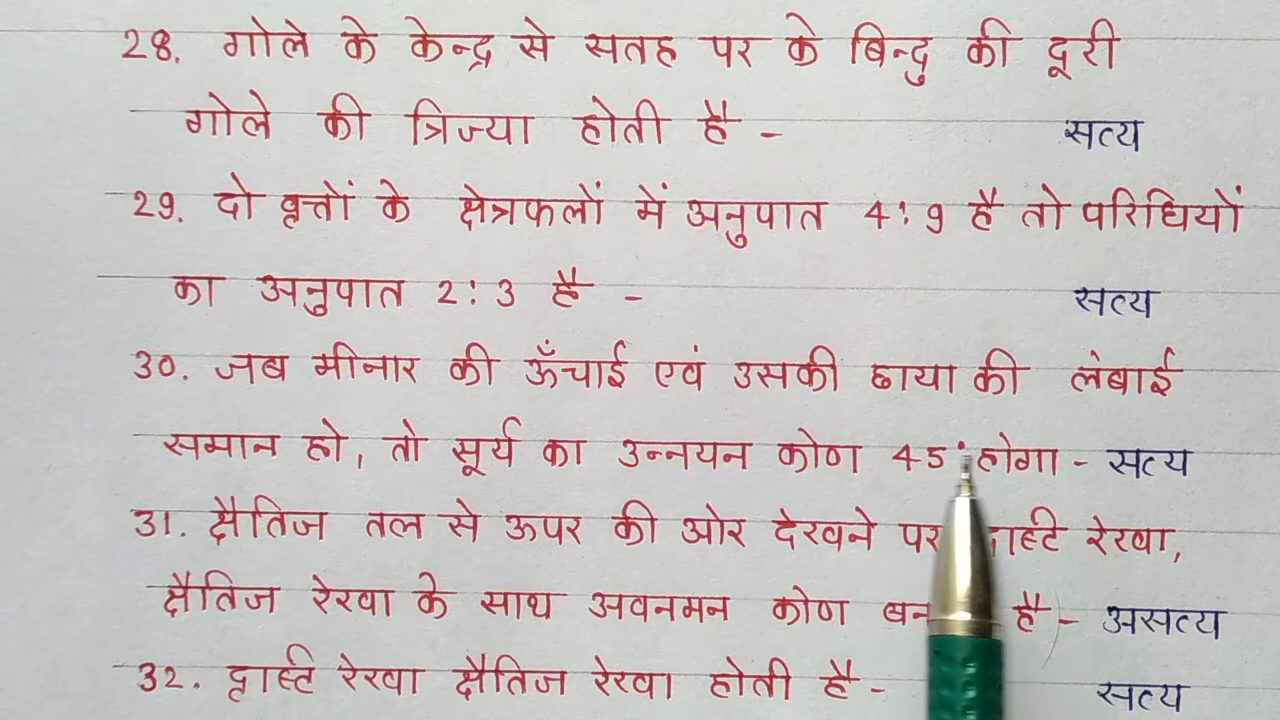 28. गोले के केन्द्र से सतह पर के बिन्दु की दूरी
गोले की त्रिज्या होती है - सत्य
29. दो वृत्तों के क्षेत्रफलों में अनुपात 4:9 है तो परिधियों
का अनुपात 2:3 है - सत्य
30. जब मीनार की ऊँचाई एवं उसकी छाया की लंबाई
समान हो, तो सूर्य का उन्नयन कोण 45° होगा - सत्य
31. क्षैतिज तल से ऊपर की ओर देखने पर रेखा,
क्षैतिज रेखा के साथ अवनमन कोण है - असत्य
32. दृष्टि रेखा क्षैतिज रेखा होती है - सत्य